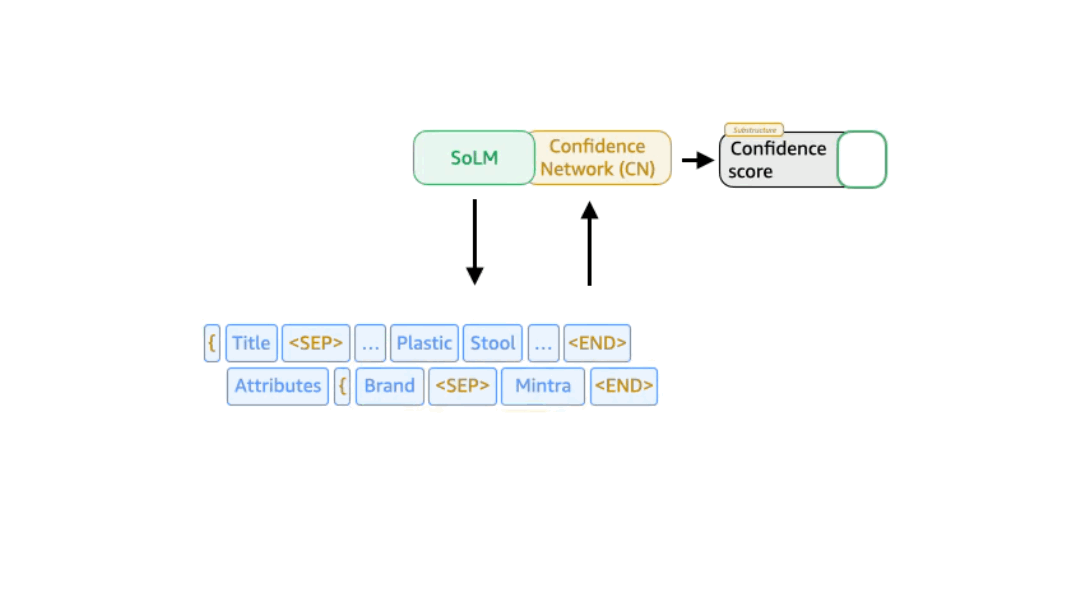 Substructure
SoLM
Confidence
Network (CN)
Confidence
score
{ Title <SEP> ... Plastic Stool ... <END>
Attributes { Brand <SEP> Mintra <END>